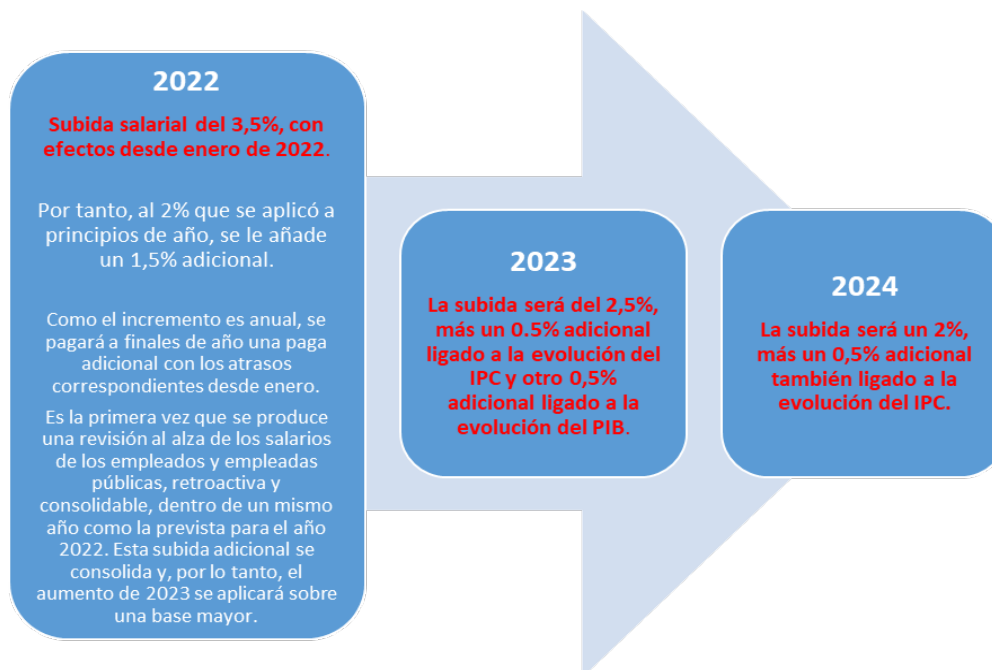 2022
Subida salarial del 3,5%, con
efectos desde enero de 2022.
Por tanto, al 2% que se aplicó a
principios de año, se le añade
un 1,5% adicional.
Como el incremento es anual, se
pagará a finales de año una paga
adicional con los atrasos
correspondientes desde enero.
Es la primera vez que se produce
una revisión al alza de los salarios
de los empleados y empleadas
públicas, retroactiva y
consolidable, dentro de un mismo
año como la prevista para el año
2022. Esta subida adicional se
consolida y, por lo tanto, el
aumento de 2023 se aplicará sobre
una base mayor.
2023
La subida será del 2,5%,
más un 0.5% adicional
ligado a la evolución del
IPC y otro 0,5%
adicional ligado a la
evolución del PIB.
2024
La subida será un 2%,
más un 0,5% adicional
también ligado a la
evolución del IPC.